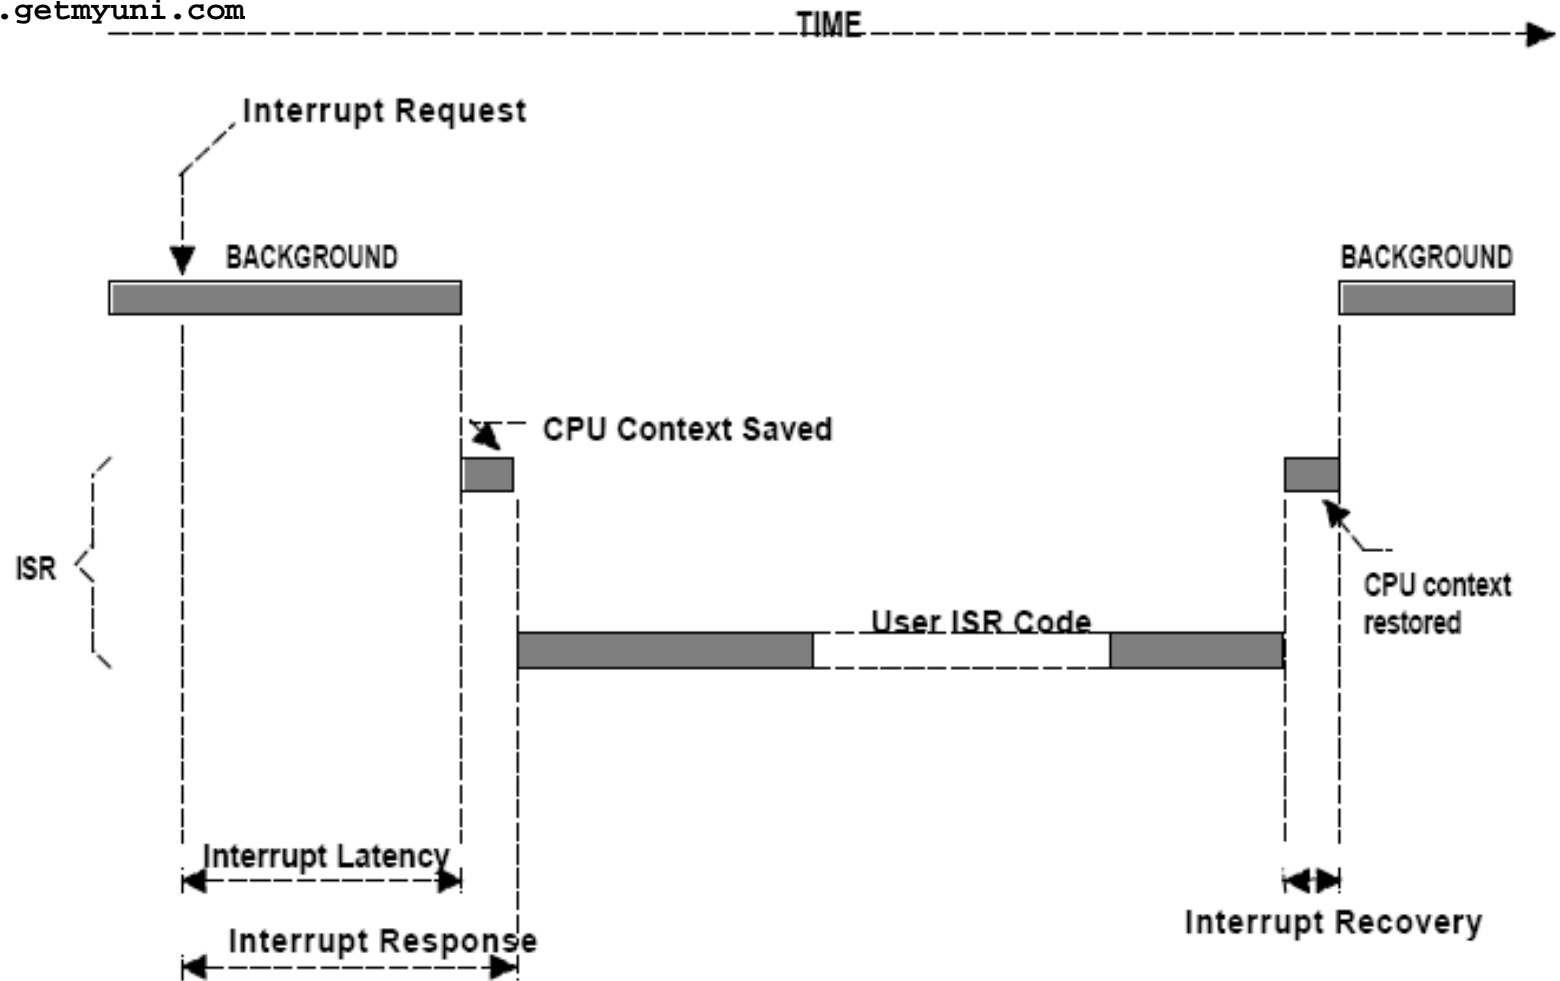 .getmyuni.com
TIME
Interrupt Request
BACKGROUND
BACKGROUND
CPU Context Saved
ISR
CPU context
restored
User ISR Code
Interrupt Latency
Interrupt Recovery
Interrupt Response